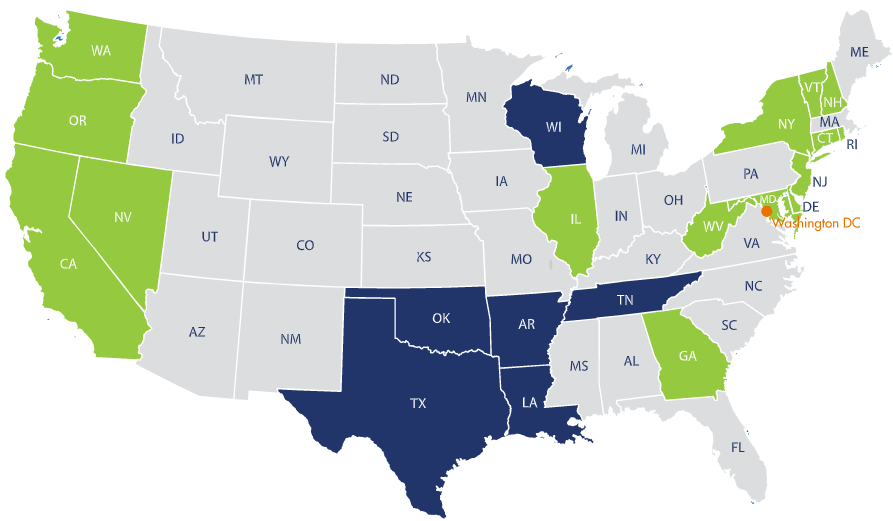 WA
MT
ND
MN
ME
VT
NH
OR
ID
SD
WI
NY
MA
CT
RI
WY
MI
PA
NV
NE
IA
IL
IN
OH
NJ
MD
DE
UT
CO
WV
Washington DC
CA
KS
MO
KY
VA
AZ
NM
OK
AR
TN
NC
SC
TX
LA
MS
AL
GA
FL